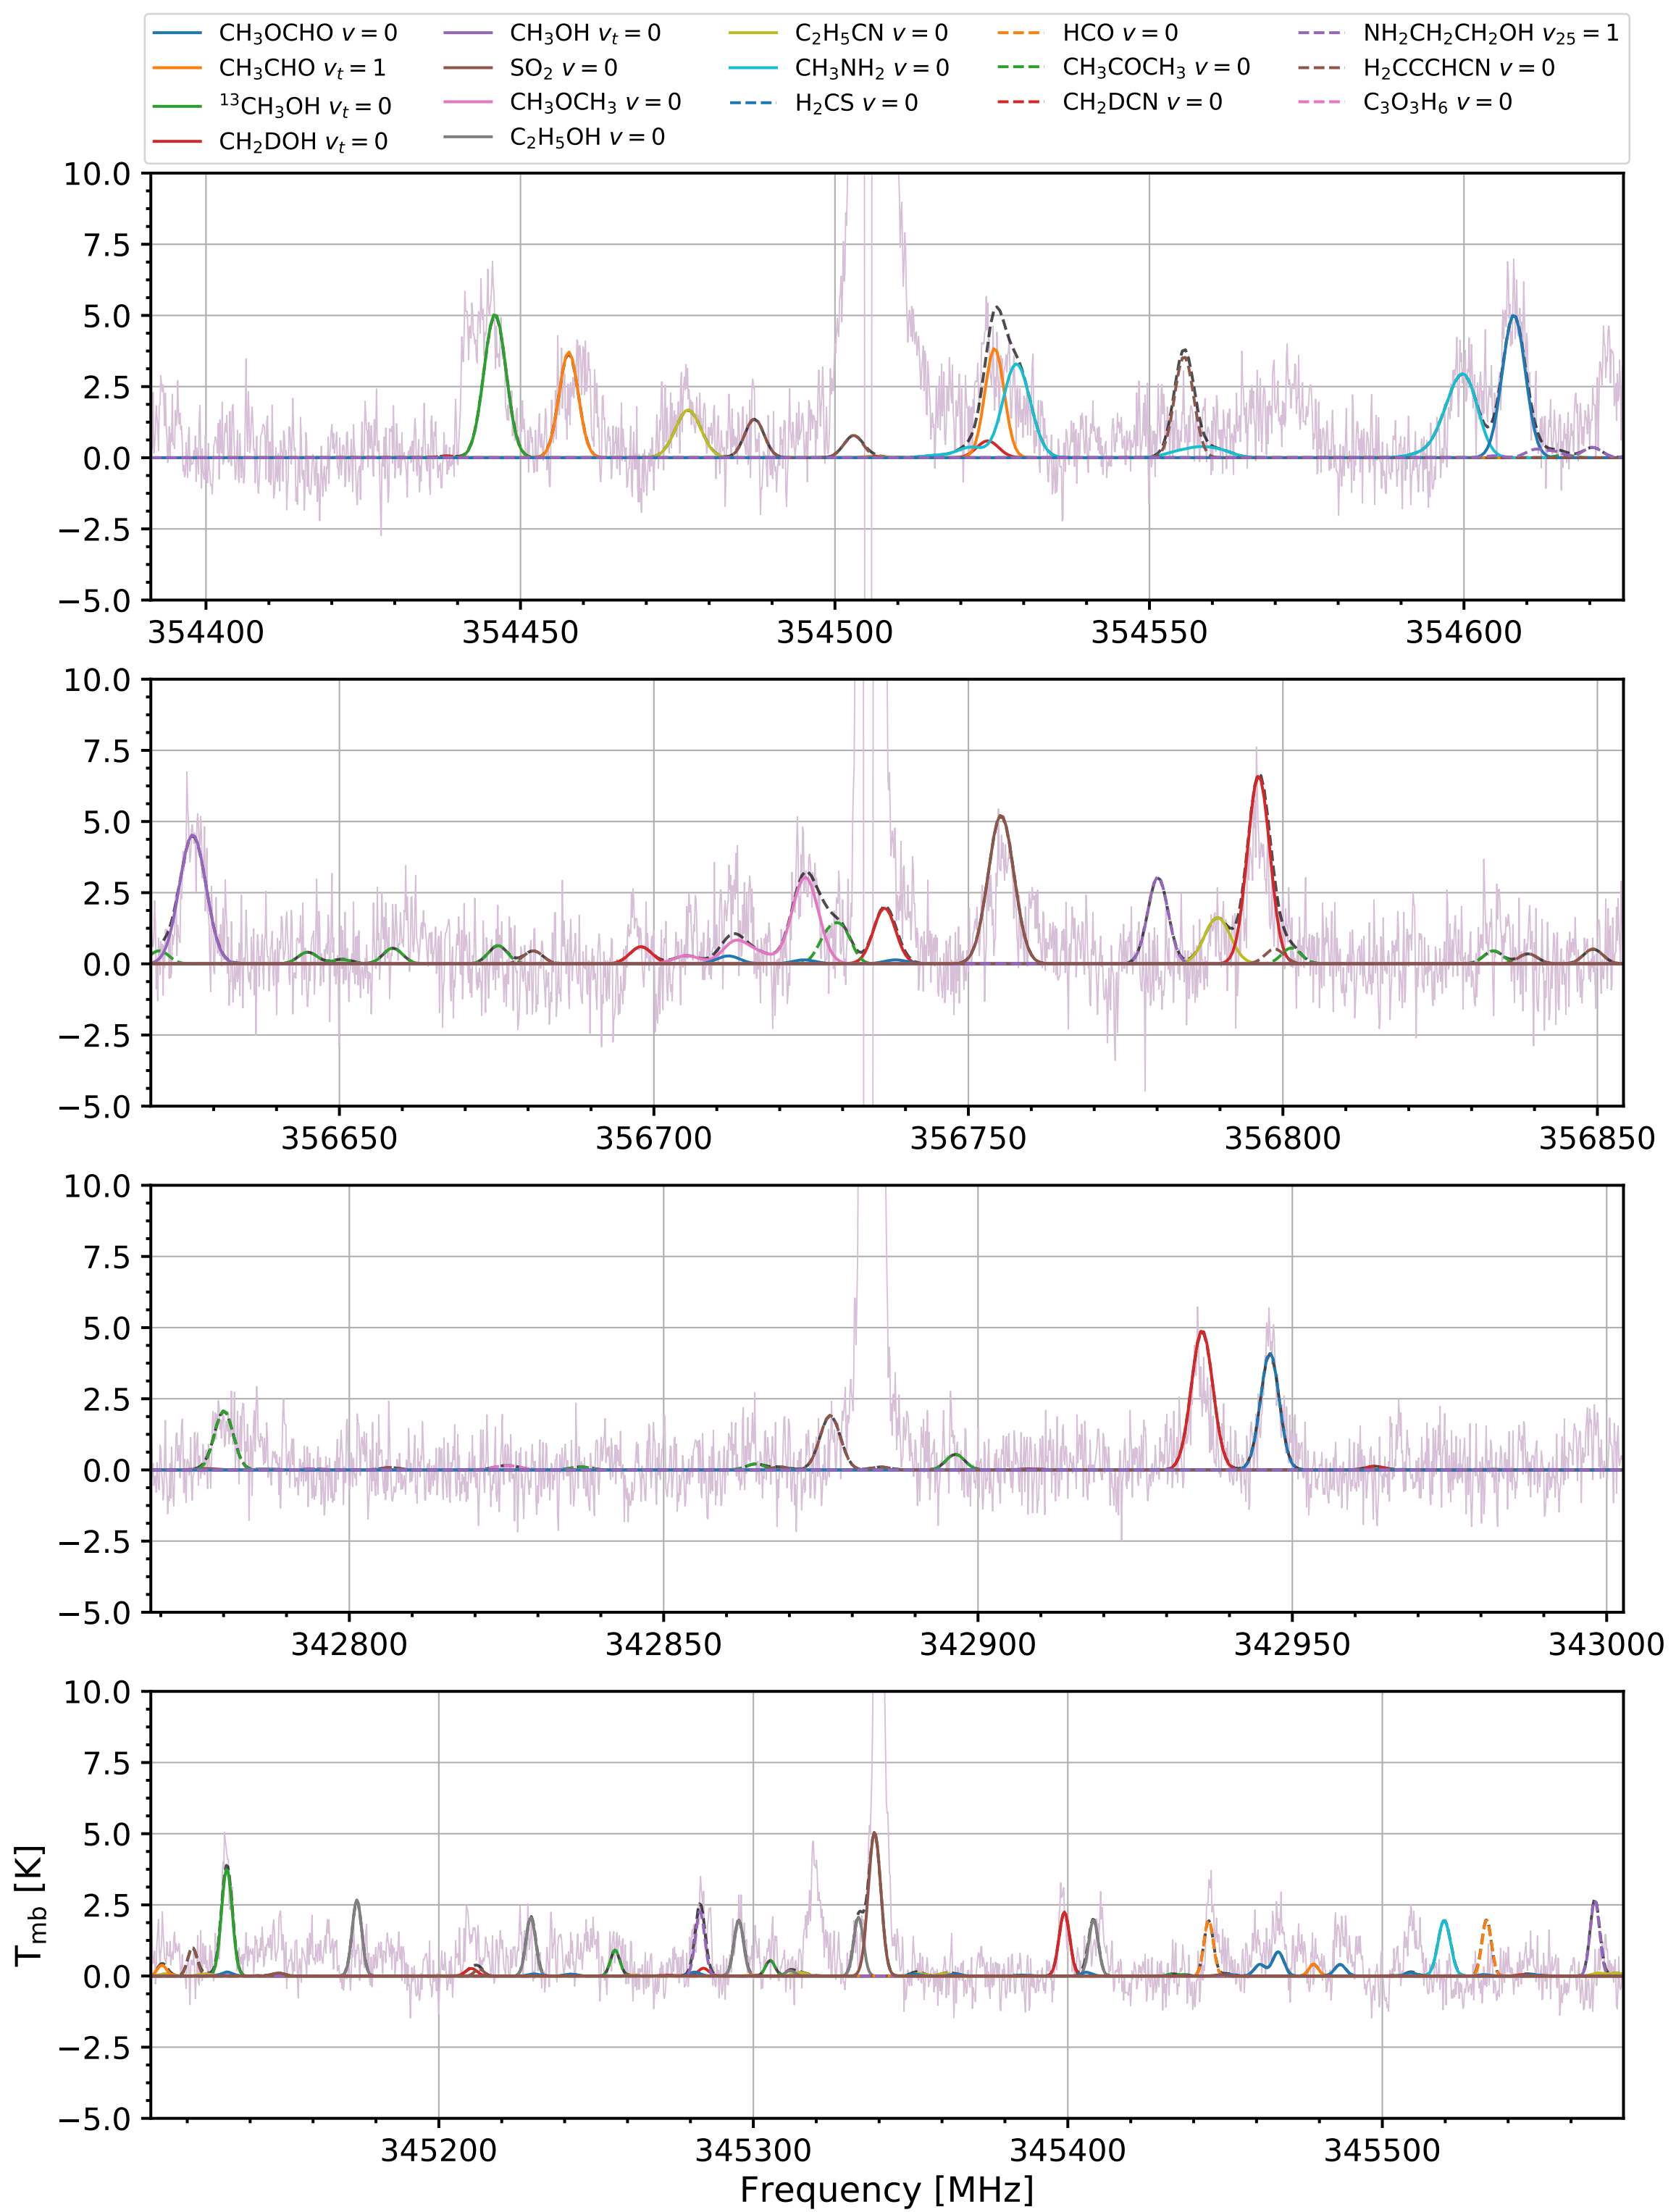 CH₃OCHO v = 0 CH₃OH vₜ = 0 C₂H₅CN v = 0 HCO v = 0 NH₂CH₂CH₂OH v₂₅ = 1
CH₃CHO vₜ = 1 SO₂ v = 0 CH₃NH₂ v = 0 CH₃COCH₃ v = 0 H₂CCCHCN v = 0
¹³CH₃OH vₜ = 0 CH₃OCH₃ v = 0 H₂CS v = 0 CH₂DCN v = 0 C₃O₃H₆ v = 0
CH₂DOH vₜ = 0 C₂H₅OH v = 0
10.0
7.5
5.0
2.5
0.0
−2.5
−5.0
354400 354450 354500 354550 354600
10.0
7.5
5.0
2.5
0.0
−2.5
−5.0
356650 356700 356750 356800 356850
10.0
7.5
5.0
2.5
0.0
−2.5
−5.0
342800 342850 342900 342950 343000
10.0
7.5
5.0
2.5
0.0
−2.5
−5.0
345200 345300 345400 345500
T_mb [K]
Frequency [MHz]